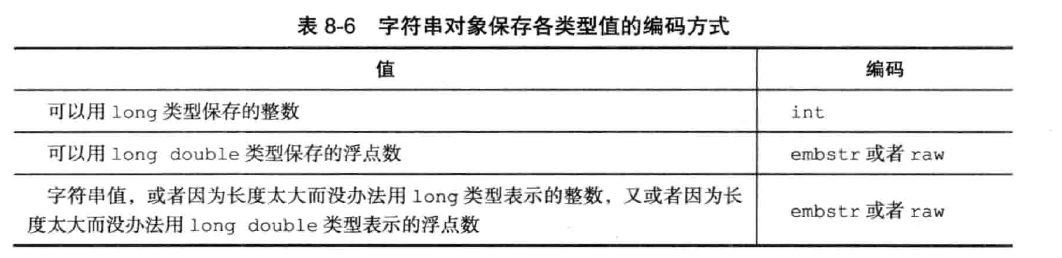 表 8-6 字符串对象保存各类型值的编码方式
值 编码
可以用 long 类型保存的整数 int
可以用 long double 类型保存的浮点数 embstr 或者 raw
字符串值，或者因为长度太大而没办法用 long 类型表示的整数，又或者因为长
度太大而没办法用 long double 类型表示的浮点数 embstr 或者 raw